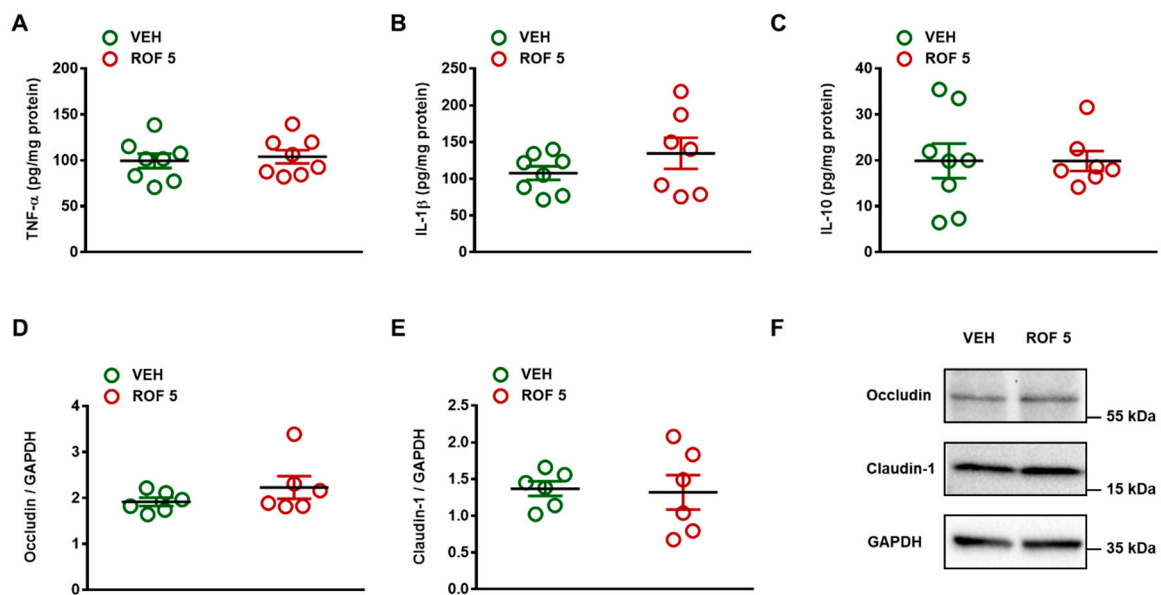 A
VEH
ROF 5
TNF-α (pg/mg protein)
200
150
100
50
0
B
VEH
ROF 5
IL-1β (pg/mg protein)
250
200
150
100
50
0
C
VEH
ROF 5
IL-10 (pg/mg protein)
40
30
20
10
0
D
VEH
ROF 5
Occludin / GAPDH
4
3
2
1
0
E
VEH
ROF 5
Claudin-1 / GAPDH
2.5
2.0
1.5
1.0
0.5
0.0
F
VEH ROF 5
Occludin
55 kDa
Claudin-1
15 kDa
GAPDH
35 kDa